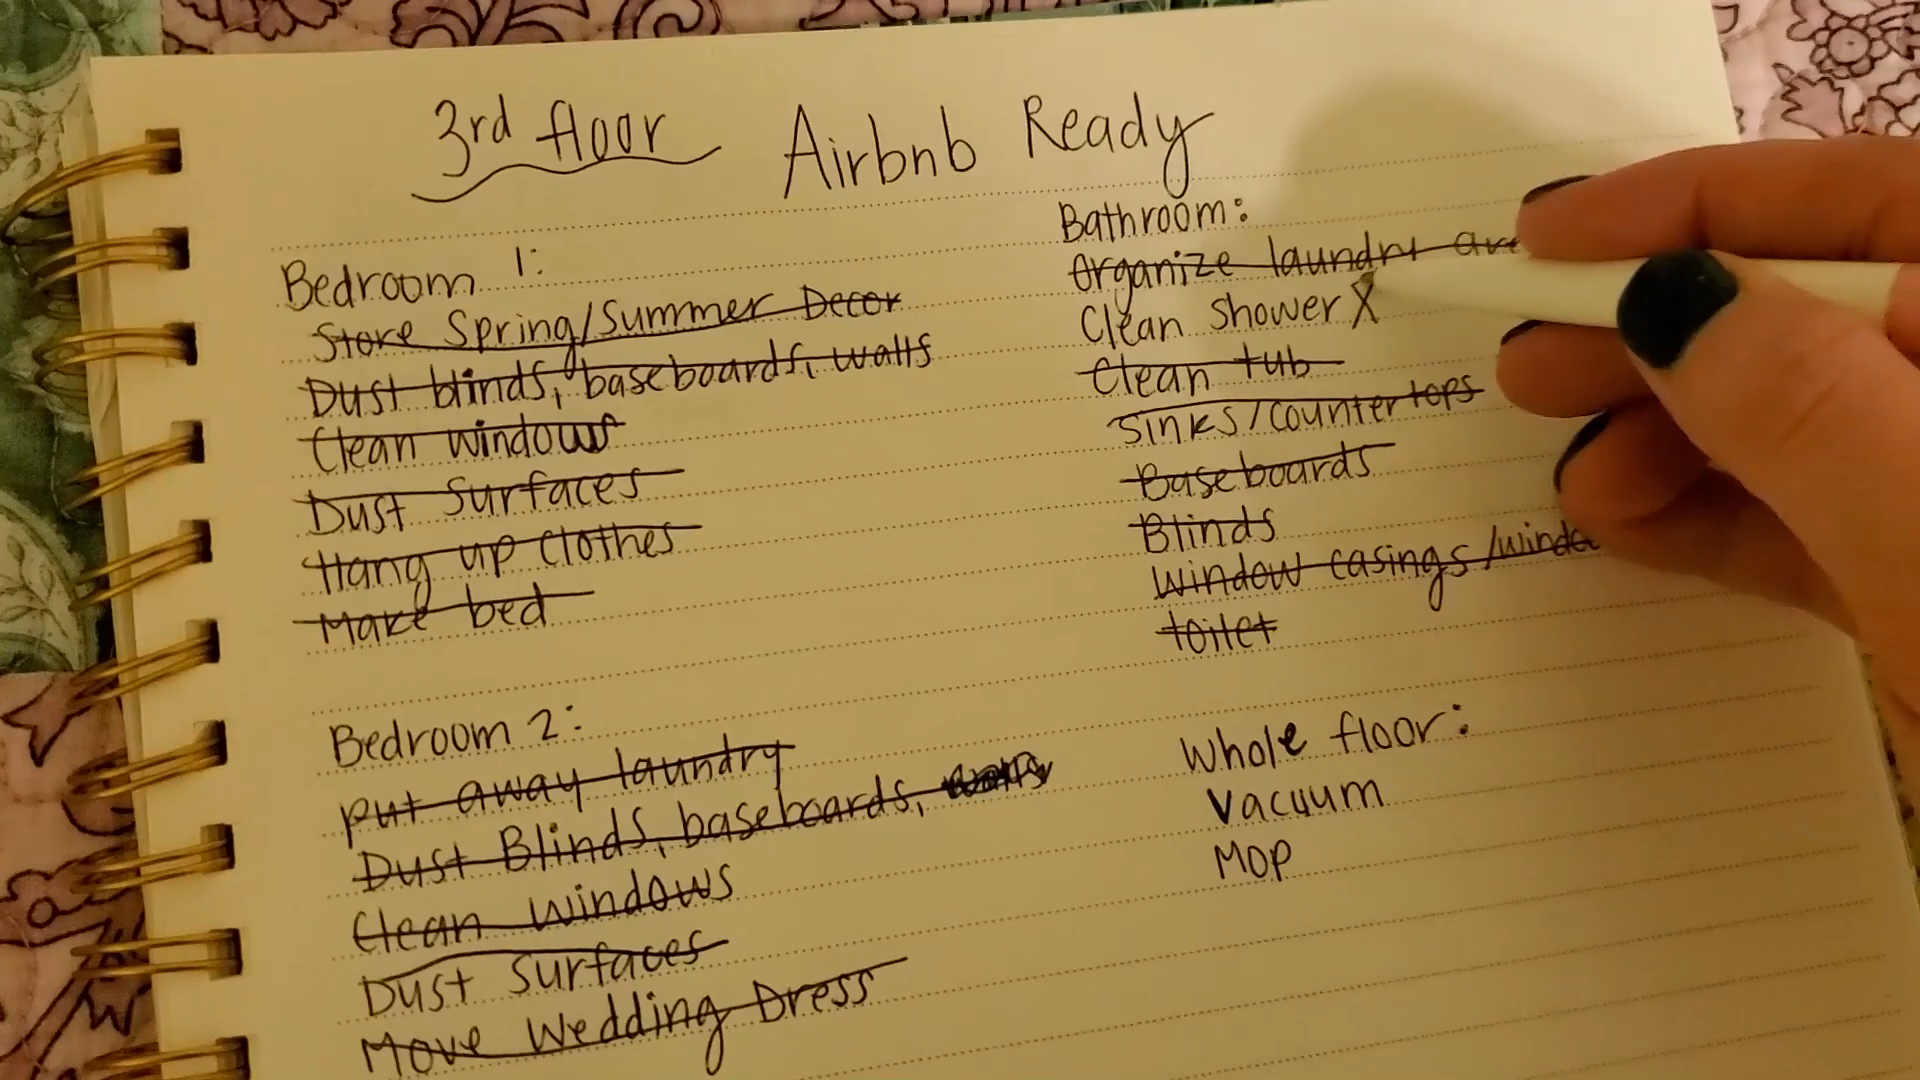 3rd floor Airbnb Ready
Bedroom 1:
Store Spring/Summer Decor
Dust blinds, baseboards, walls
Clean windows
Dust Surfaces
Hang up clothes
Make bed
Bedroom 2:
put away laundry
Dust Blinds, baseboards, walls
Clean windows
Dust Surfaces
Move Wedding Dress
Bathroom:
Organize laundry
Clean Shower X
Clean tub
Sinks/Countertops
Baseboards
Blinds
Window casings/
toilet
Whole floor:
Vacuum
Mop